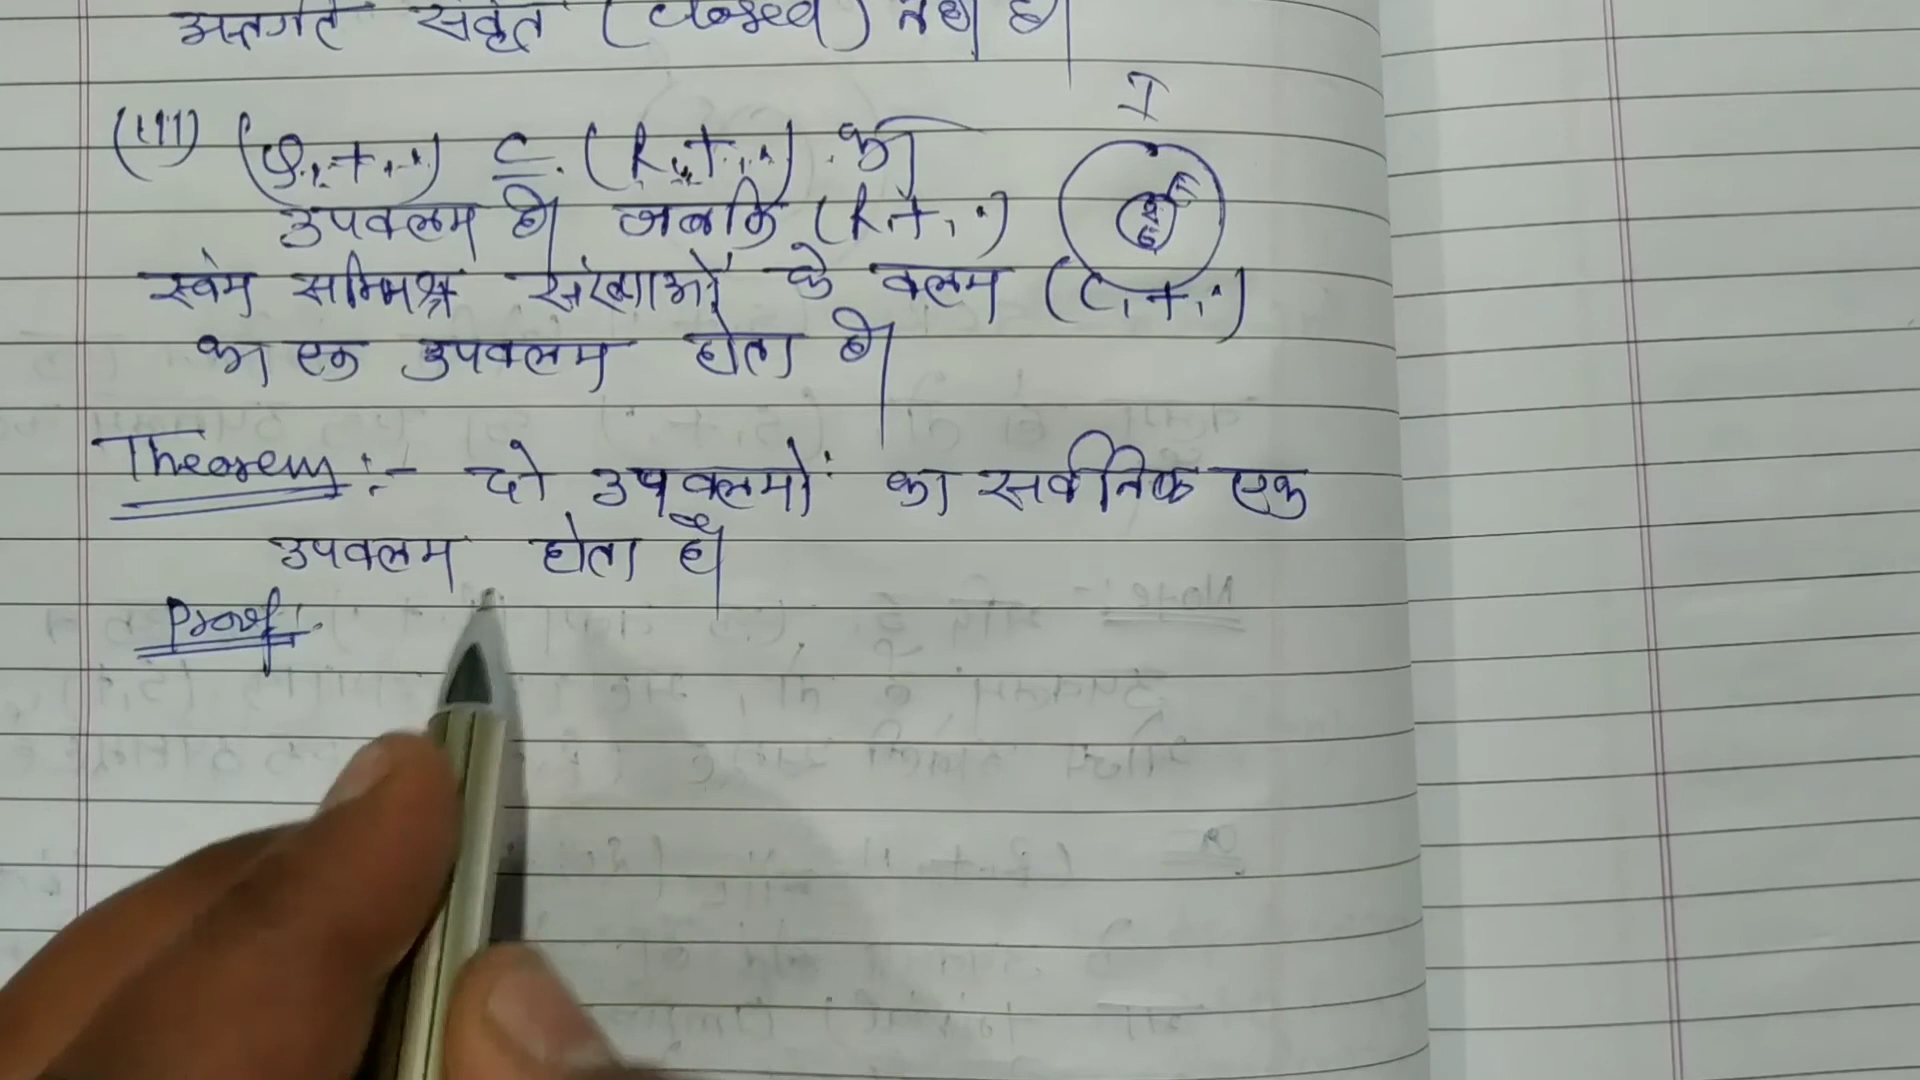 अन्तर्गत संवृत (closed) नहीं है।
(iii) (Q, +, ·) ⊆ (R, +, ·) का
I
उपवलय है। जबकि (R, +, ·)
स्वंय सम्मिश्र संख्याओं के वलय (C, +, ·)
का एक उपवलय होता है।
Theorem :- दो उपवलयों का सर्वनिष्ठ एक
उपवलय होता है।
Proof :